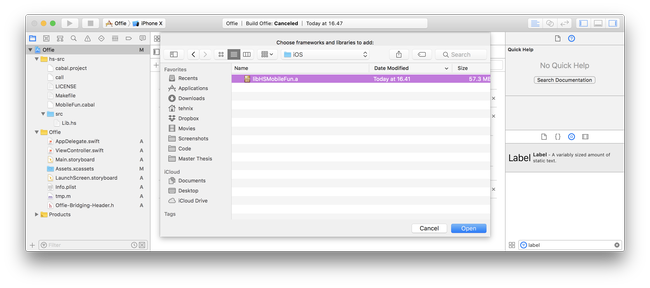 Offie
iPhone X
Offie
Build Offie: Canceled
Today at 16.47
Offie
M
hs-src
cabal.project
call
LICENSE
Makefile
MobileFun.cabal
src
Lib.hs
Offie
AppDelegate.swift
A
ViewController.swift
A
Main.storyboard
A
Assets.xcassets
A
LaunchScreen.storyboard
A
Info.plist
A
tmp.m
A
Offie-Bridging-Header.h
A
Products
Filter
Choose frameworks and libraries to add:
iOS
Search
Favorites
Recents
Applications
Downloads
tehnix
Dropbox
Movies
Screenshots
Code
Master Thesis
iCloud
Documents
Desktop
iCloud Drive
Tags
Name
Date Modified
Size
libHSMobileFun.a
Today at 16.41
57.3 M
Cancel
Open
Quick Help
No Quick Help
Search Documentation
{}
Label
Label - A variably sized amount of
static text.
label